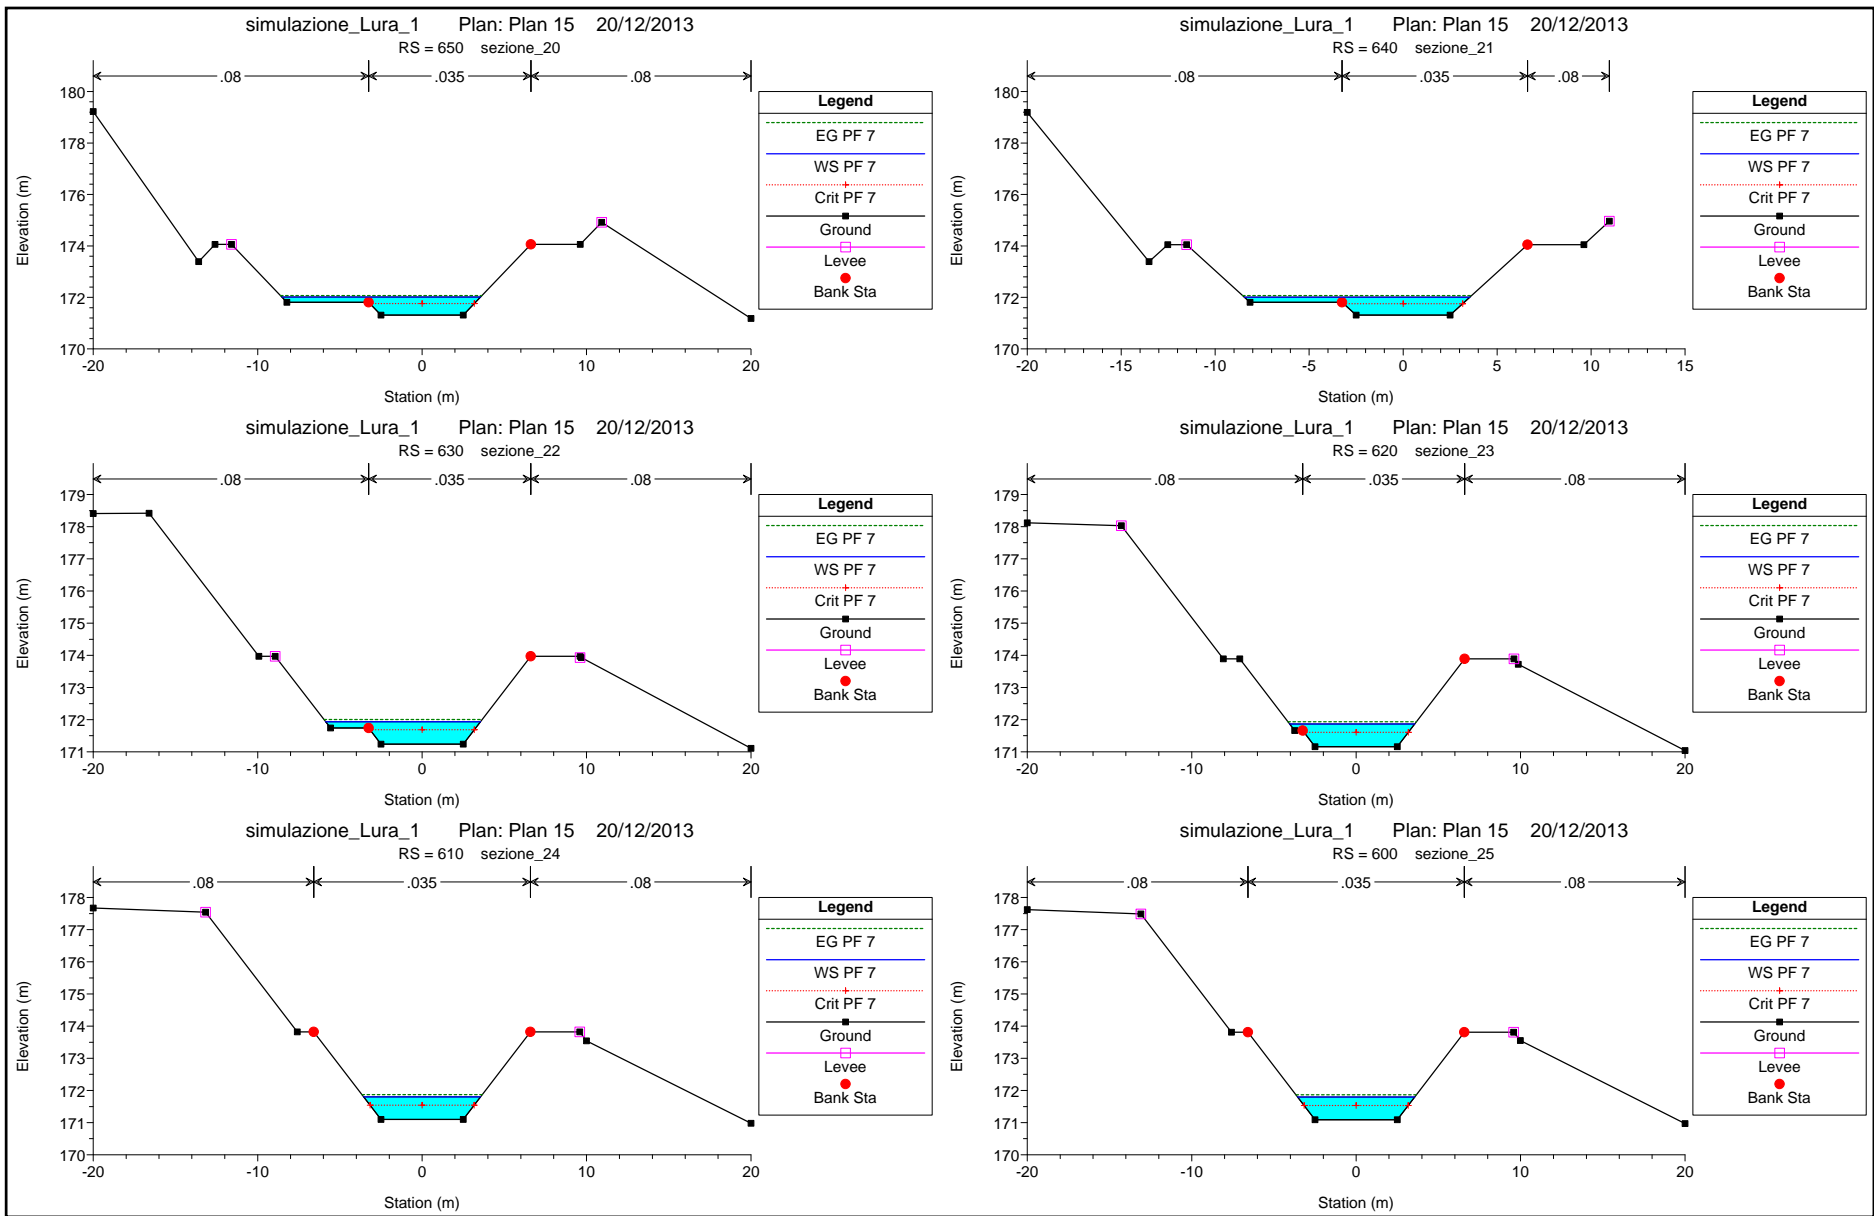 simulazione_Lura_1 Plan: Plan 15 20/12/2013
RS = 650 sezione_20
.08 .035 .08
180
178
176
174
172
170
Elevation (m)
-20 -10 0 10 20
Station (m)
Legend
EG PF 7
WS PF 7
Crit PF 7
Ground
Levee
Bank Sta
simulazione_Lura_1 Plan: Plan 15 20/12/2013
RS = 640 sezione_21
.08 .035 .08
180
178
176
174
172
170
Elevation (m)
-20 -15 -10 -5 0 5 10 15
Station (m)
Legend
EG PF 7
WS PF 7
Crit PF 7
Ground
Levee
Bank Sta
simulazione_Lura_1 Plan: Plan 15 20/12/2013
RS = 630 sezione_22
.08 .035 .08
179
178
177
176
175
174
173
172
171
Elevation (m)
-20 -10 0 10 20
Station (m)
Legend
EG PF 7
WS PF 7
Crit PF 7
Ground
Levee
Bank Sta
simulazione_Lura_1 Plan: Plan 15 20/12/2013
RS = 620 sezione_23
.08 .035 .08
179
178
177
176
175
174
173
172
171
Elevation (m)
-20 -10 0 10 20
Station (m)
Legend
EG PF 7
WS PF 7
Crit PF 7
Ground
Levee
Bank Sta
simulazione_Lura_1 Plan: Plan 15 20/12/2013
RS = 610 sezione_24
.08 .035 .08
178
177
176
175
174
173
172
171
170
Elevation (m)
-20 -10 0 10 20
Station (m)
Legend
EG PF 7
WS PF 7
Crit PF 7
Ground
Levee
Bank Sta
simulazione_Lura_1 Plan: Plan 15 20/12/2013
RS = 600 sezione_25
.08 .035 .08
178
177
176
175
174
173
172
171
170
Elevation (m)
-20 -10 0 10 20
Station (m)
Legend
EG PF 7
WS PF 7
Crit PF 7
Ground
Levee
Bank Sta